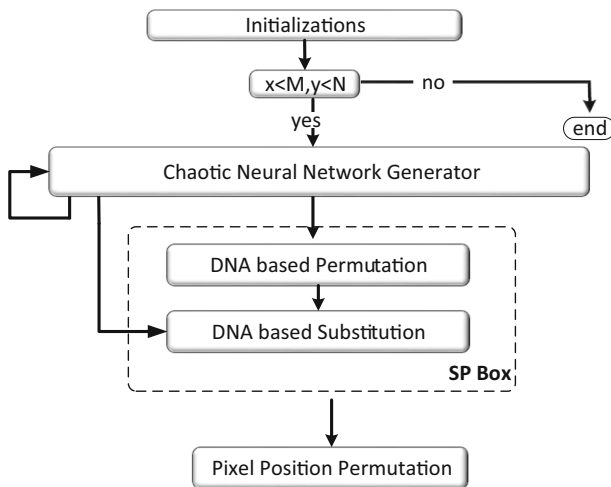 Initializations
x<M,y<N
no
yes
end
Chaotic Neural Network Generator
DNA based Permutation
DNA based Substitution
SP Box
Pixel Position Permutation